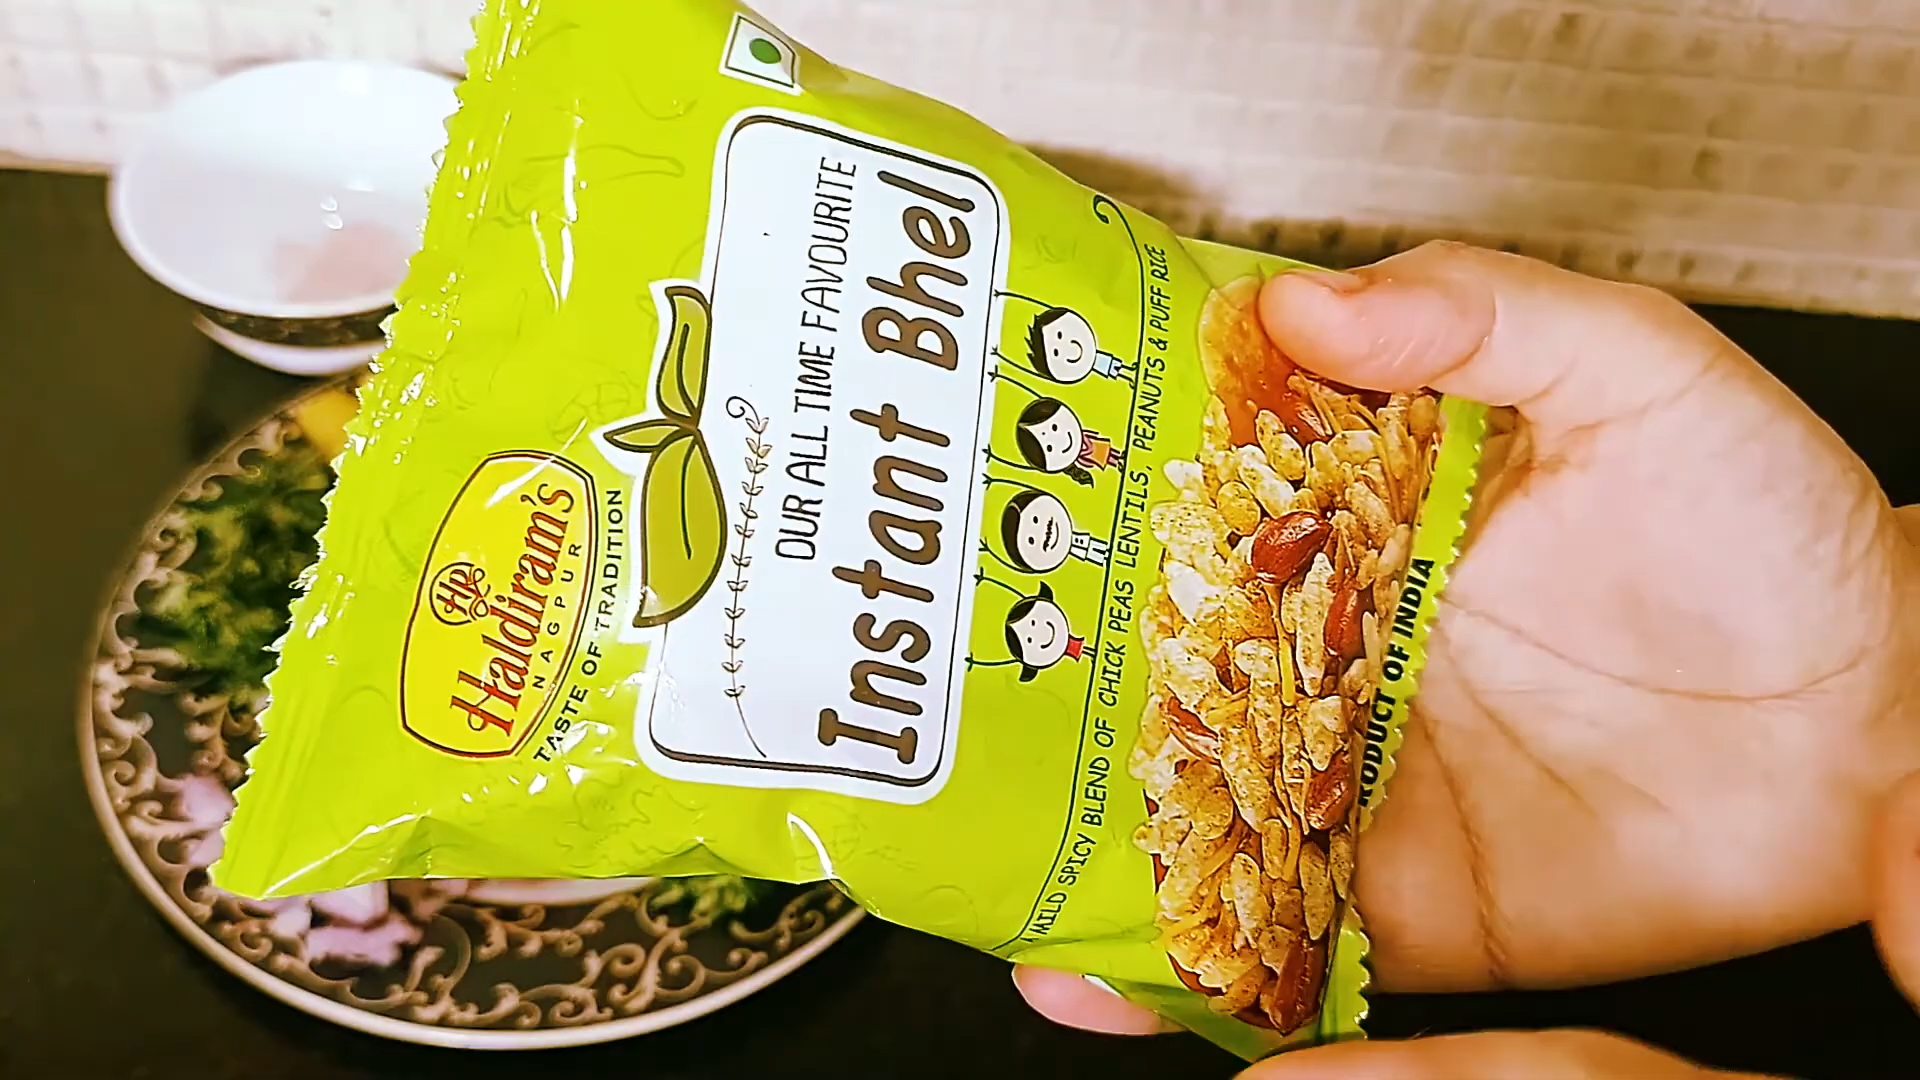 Haldiram's
NAGPUR
TASTE OF TRADITION
OUR ALL TIME FAVOURITE
Instant Bhel
A MILD SPICY BLEND OF CHICK PEAS LENTILS, PEANUTS & PUFF RICE
PRODUCT OF INDIA